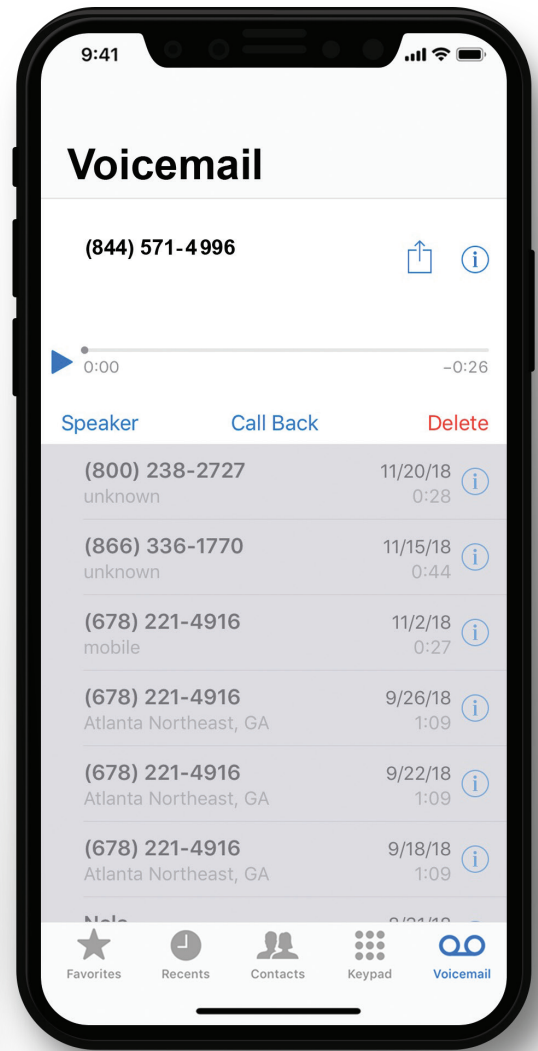 9:41
Voicemail
(844) 571-4996
0:00 −0:26
Speaker Call Back Delete
(800) 238-2727 11/20/18
unknown 0:28
(866) 336-1770 11/15/18
unknown 0:44
(678) 221-4916 11/2/18
mobile 0:27
(678) 221-4916 9/26/18
Atlanta Northeast, GA 1:09
(678) 221-4916 9/22/18
Atlanta Northeast, GA 1:09
(678) 221-4916 9/18/18
Atlanta Northeast, GA 1:09
Favorites Recents Contacts Keypad Voicemail